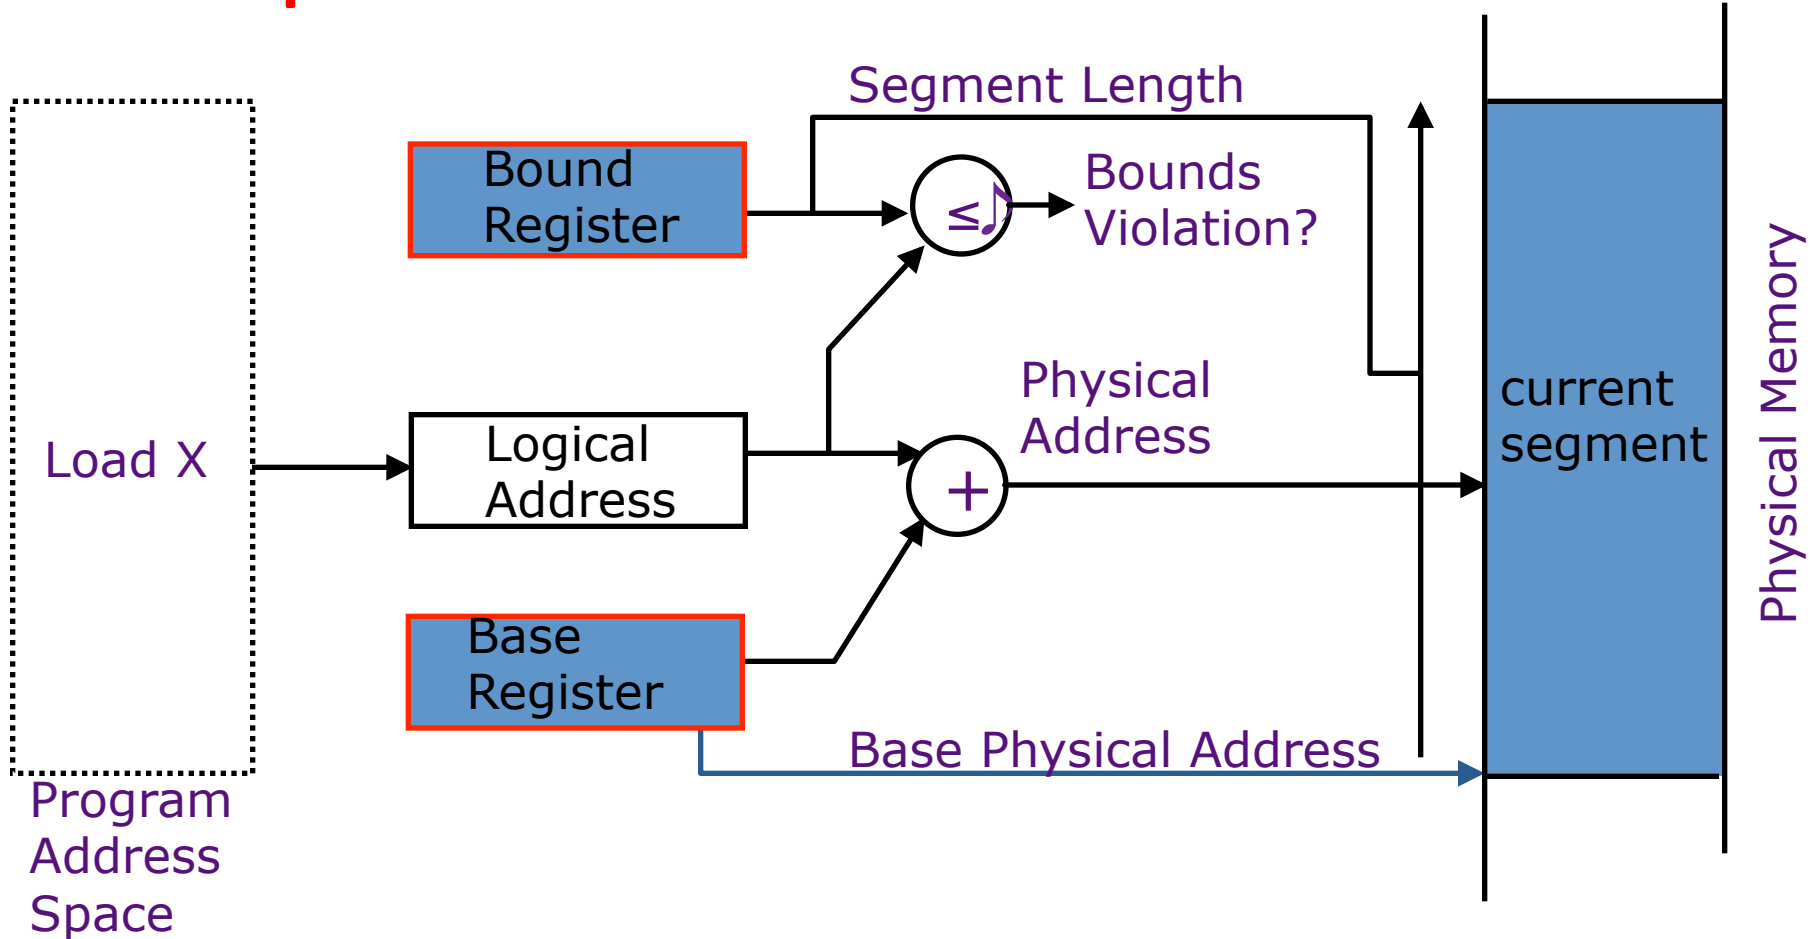 Segment Length
Bound
Register
≤♪
Bounds
Violation?
Load X
Logical
Address
Physical
Address
+
current
segment
Physical Memory
Base
Register
Base Physical Address
Program
Address
Space